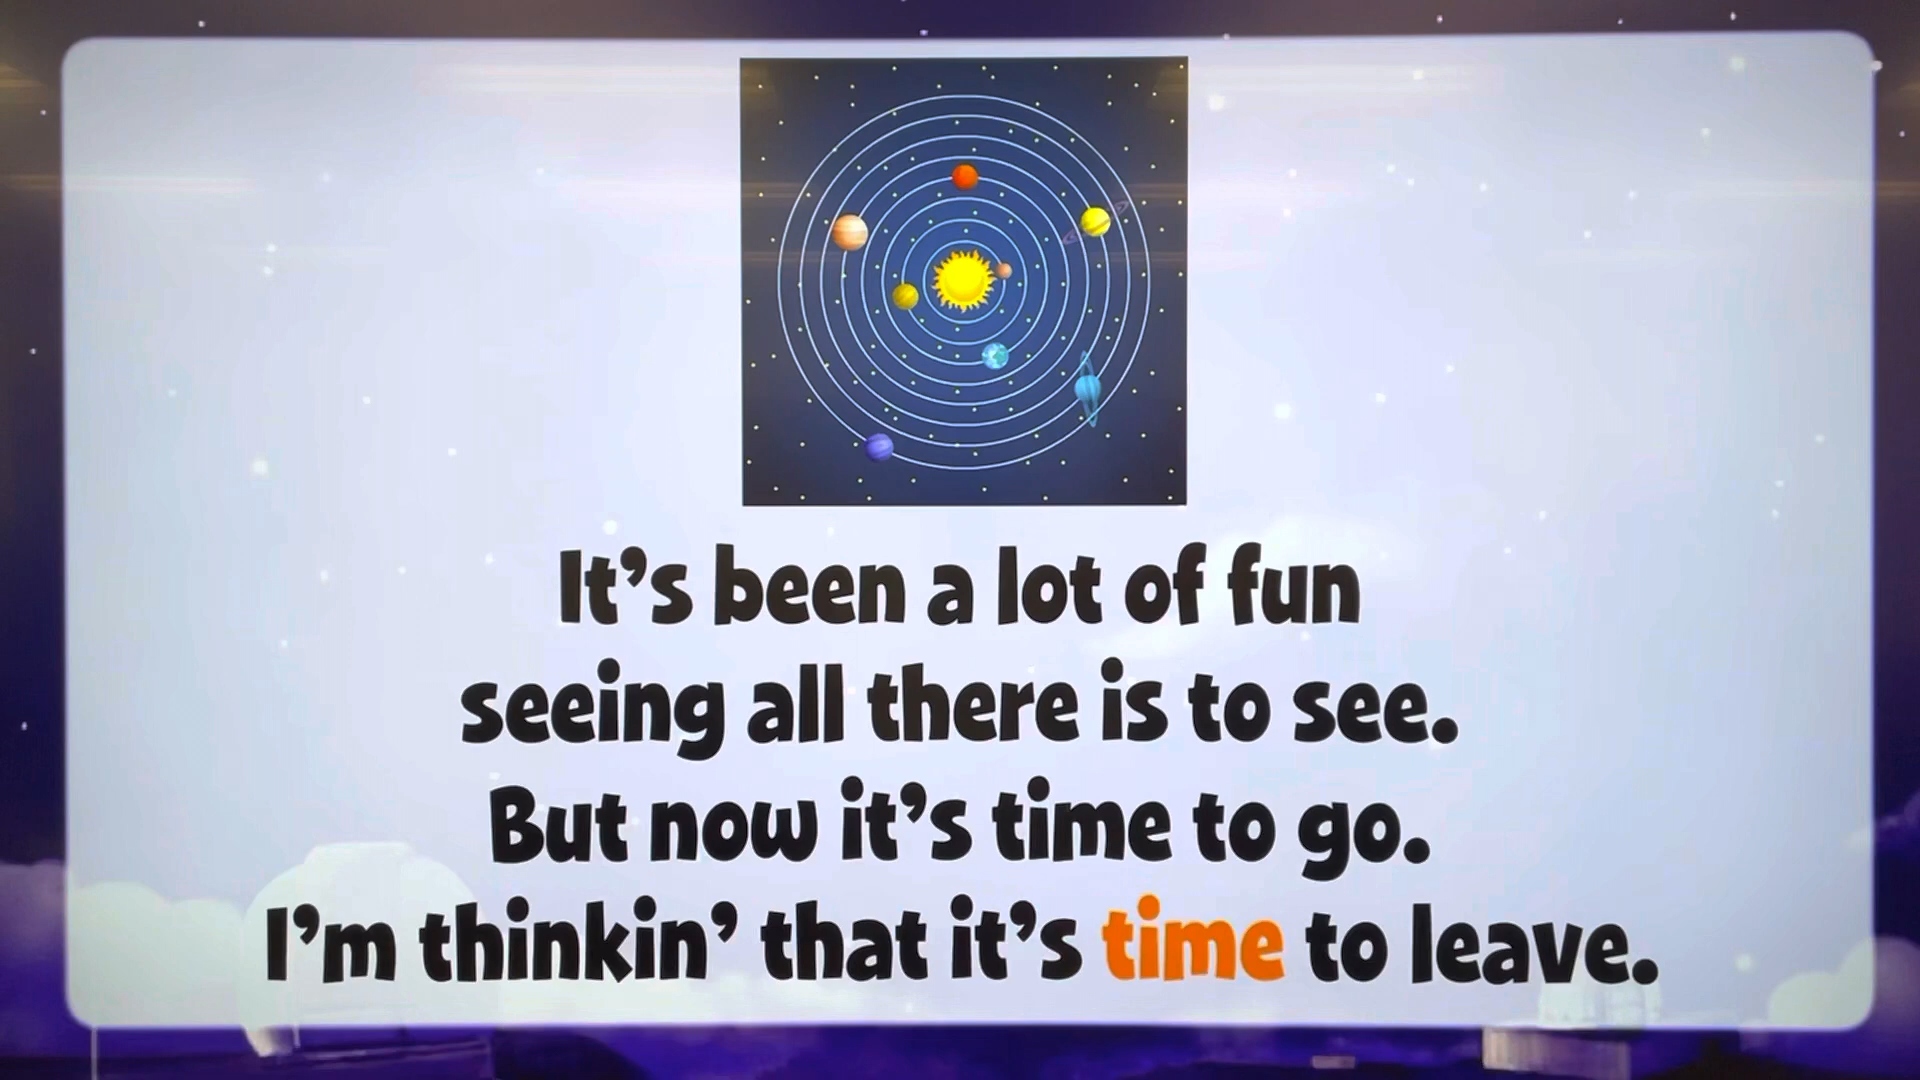 It's been a lot of fun
seeing all there is to see.
But now it's time to go.
I'm thinkin' that it's time to leave.